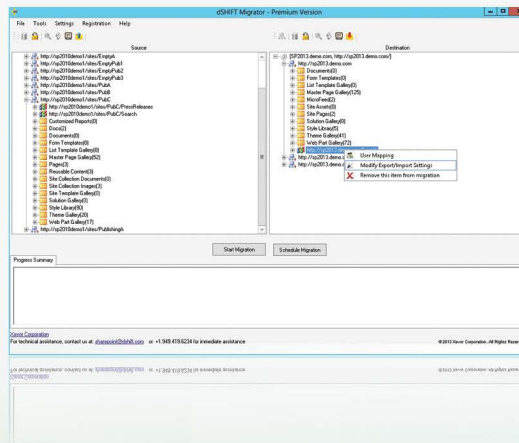 dSHIFT Migrator - Premium Version
File Tools Settings Registration Help
Source
Destination
http://sp2010demo1/sites/EmptyA
http://sp2010demo1/sites/EmptyPub1
http://sp2010demo1/sites/EmptyPub2
http://sp2010demo1/sites/EmptyPub3
http://sp2010demo1/sites/PubA
http://sp2010demo1/sites/PubB
http://sp2010demo1/sites/PubC
http://sp2010demo1/sites/PubC/PressReleases
http://sp2010demo1/sites/PubC/Search
Customized Reports(0)
Docs(2)
Documents(0)
Form Templates(0)
List Template Gallery(0)
Master Page Gallery(52)
Pages(3)
Reusable Content(3)
Site Collection Documents(3)
Site Collection Images(3)
Site Template Gallery(0)
Solution Gallery(0)
Style Library(90)
Theme Gallery(20)
Web Part Gallery(17)
http://sp2010demo1/sites/PublishingA
[SP2013.demo.com, http://sp2013.demo.com/]
http://sp2013.demo.com
Documents(0)
Form Templates(0)
List Template Gallery(0)
Master Page Gallery(125)
MicroFeed(2)
Site Assets(0)
Site Pages(2)
Solution Gallery(0)
Style Library(5)
Theme Gallery(41)
Web Part Gallery(72)
http://sp2013.demo
http://sp2013.demo.c
User Mapping
Modify Export/Import Settings
Remove this item from migration
Start Migration
Schedule Migration
Progress Summary
Xavor Corporation
For technical assistance, contact us at: sharepoint@dshift.com or +1.949.419.6234 for immediate assistance
©2013 Xavor Corporation. All Rights Reser